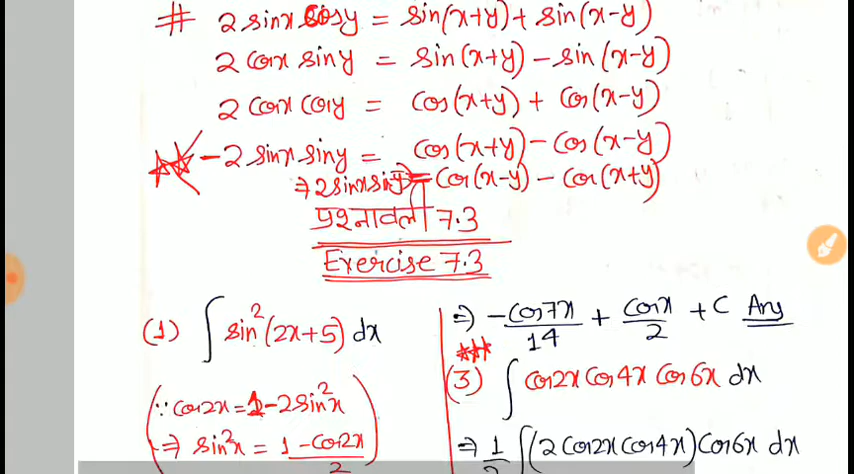 # 2 sinx cosy = sin(x+y) + sin(x-y)
2 cosx siny = sin(x+y) - sin(x-y)
2 cosx cosy = cos(x+y) + cos(x-y)
-2 sinx siny = cos(x+y) - cos(x-y)
⇒ 2 sinx siny = cos(x-y) - cos(x+y)
प्रश्नावली 7.3
Exercise 7.3
(1) ∫ sin²(2x+5) dx
(∵ cos2x = 1-2sin²x
⇒ sin²x = (1-cos2x)/2
⇒ -cos7x/14 + cosx/2 + C Ans
(3) ∫ cos2x cos4x cos6x dx
⇒ 1/2 ∫(2cos2x cos4x) cos6x dx